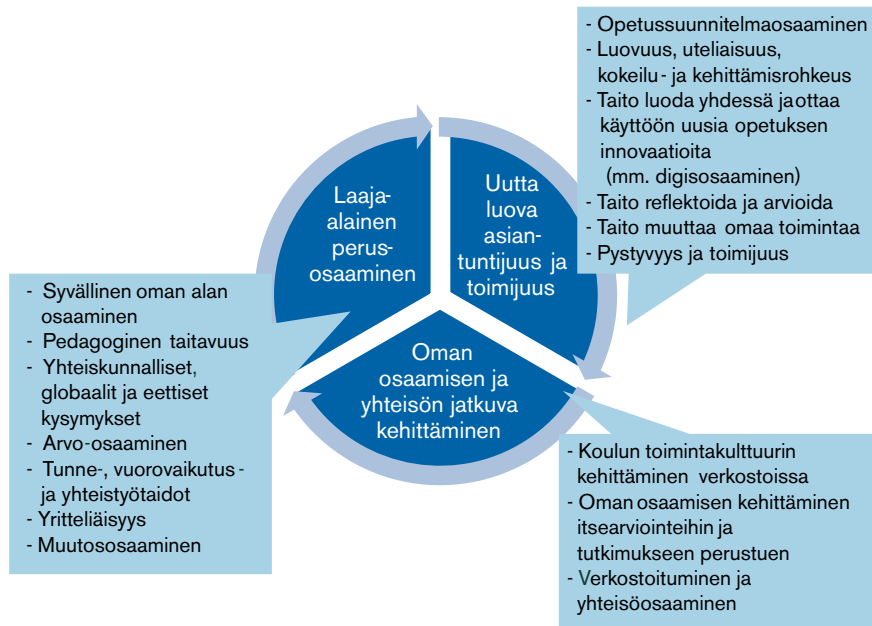 - Opetussuunnitelmaosaaminen
- Luovuus, uteliaisuus,
kokeilu- ja kehittämisrohkeus
- Taito luoda yhdessä jaottaa
käyttöön uusia opetuksen
innovaatioita
(mm. digisosaaminen)
- Taito reflektoida ja arvioida
- Taito muuttaa omaa toimintaa
- Pystyvyys ja toimijuus
Laaja-
alainen
perus-
osaaminen
Uutta
luova
asian-
tuntijuus ja
toimijuus
Oman
osaamisen ja
yhteisön jatkuva
kehittäminen
- Syvällinen oman alan
osaaminen
- Pedagoginen taitavuus
- Yhteiskunnalliset,
globaalit ja eettiset
kysymykset
- Arvo-osaaminen
- Tunne-, vuorovaikutus -
ja yhteistyötaidot
- Yritteliäisyys
- Muutososaaminen
- Koulun toimintakulttuurin
kehittäminen verkostoissa
- Oman osaamisen kehittäminen
itsearviointeihin ja
tutkimukseen perustuen
- Verkostoituminen ja
yhteisöosaaminen